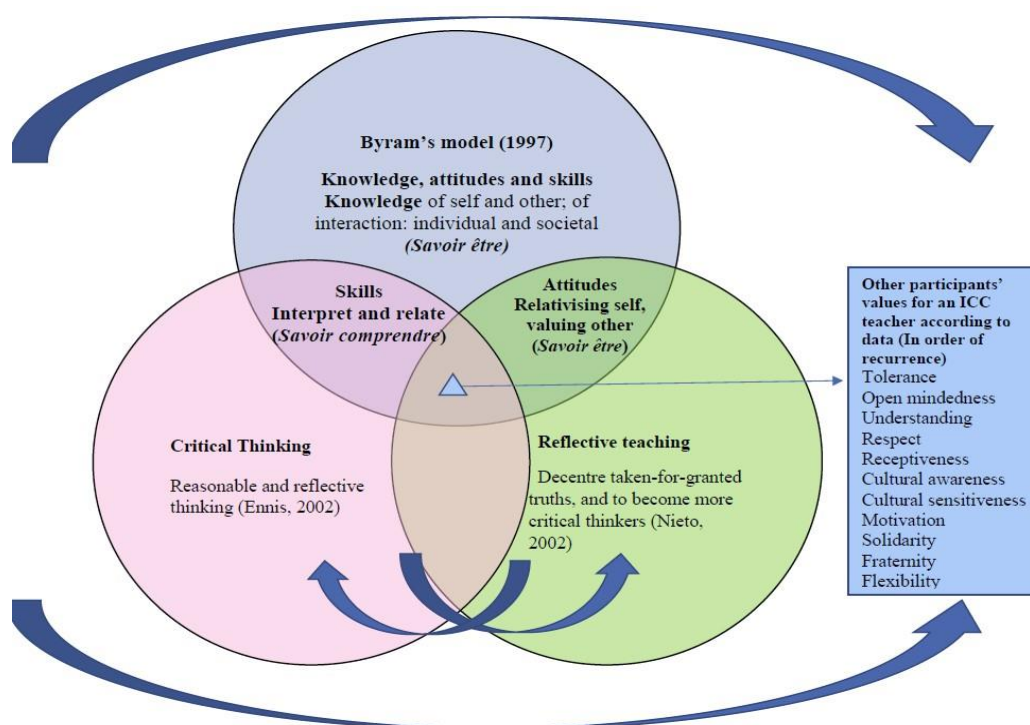 Byram's model (1997)
Knowledge, attitudes and skills
Knowledge of self and other; of
interaction: individual and societal
(Savoir être)
Skills
Interpret and relate
(Savoir comprendre)
Attitudes
Relativising self,
valuing other
(Savoir être)
Critical Thinking
Reasonable and reflective
thinking (Ennis, 2002)
Reflective teaching
Decentre taken-for-granted
truths, and to become more
critical thinkers (Nieto,
2002)
Other participants'
values for an ICC
teacher according to
data (In order of
recurrence)
Tolerance
Open mindedness
Understanding
Respect
Receptiveness
Cultural awareness
Cultural sensitiveness
Motivation
Solidarity
Fraternity
Flexibility